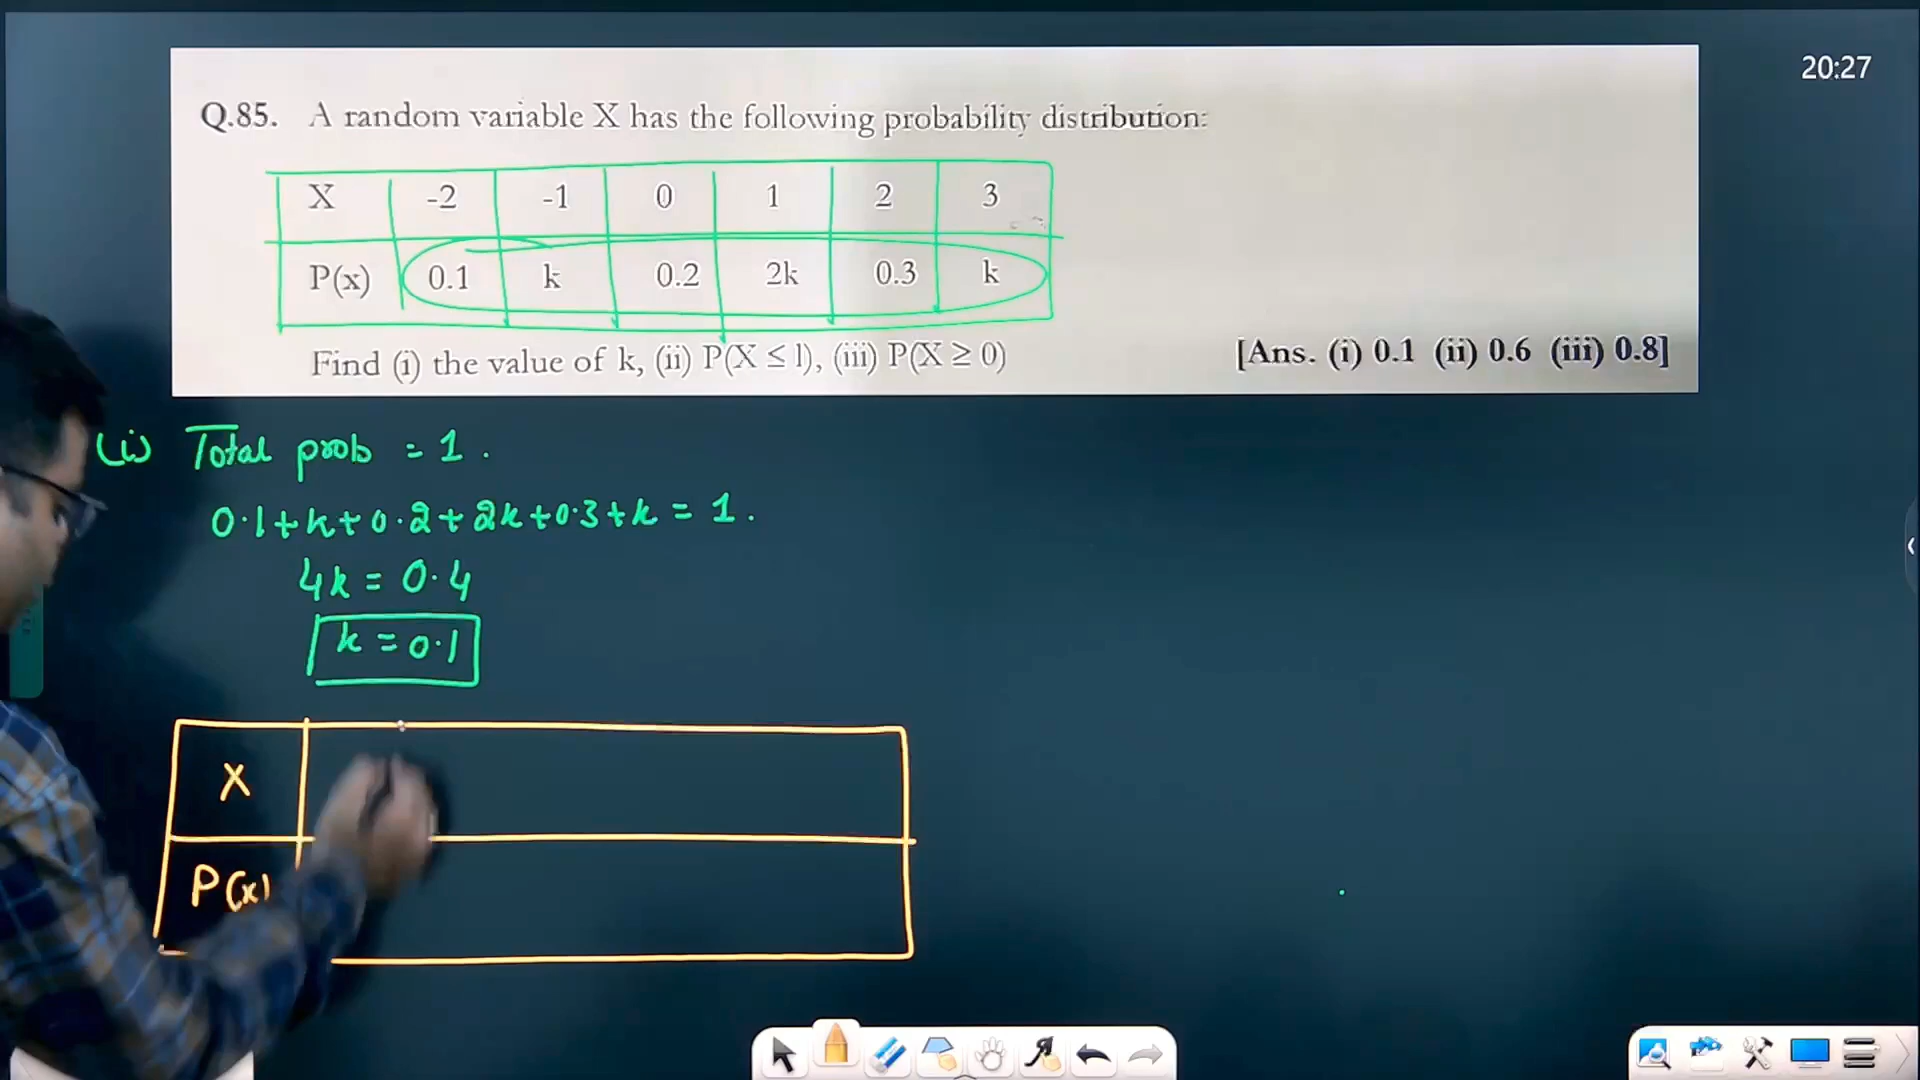 20:27
Q.85. A random variable X has the following probability distribution:
X -2 -1 0 1 2 3
P(x) 0.1 k 0.2 2k 0.3 k
Find (i) the value of k, (ii) P(X ≤ 1), (iii) P(X ≥ 0)
[Ans. (i) 0.1 (ii) 0.6 (iii) 0.8]
(i) Total prob = 1.
0.1+k+0.2+2k+0.3+k = 1.
4k = 0.4
k = 0.1
X
P(x)